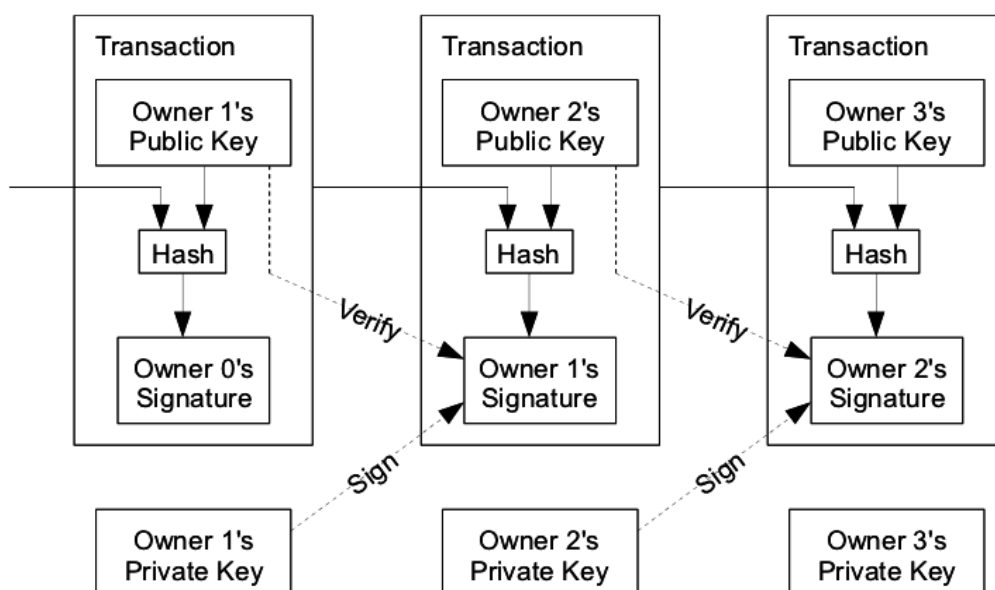 Transaction
Owner 1's
Public Key
Hash
Owner 0's
Signature
Transaction
Owner 2's
Public Key
Hash
Verify
Owner 1's
Signature
Transaction
Owner 3's
Public Key
Hash
Verify
Owner 2's
Signature
Sign
Sign
Owner 1's
Private Key
Owner 2's
Private Key
Owner 3's
Private Key